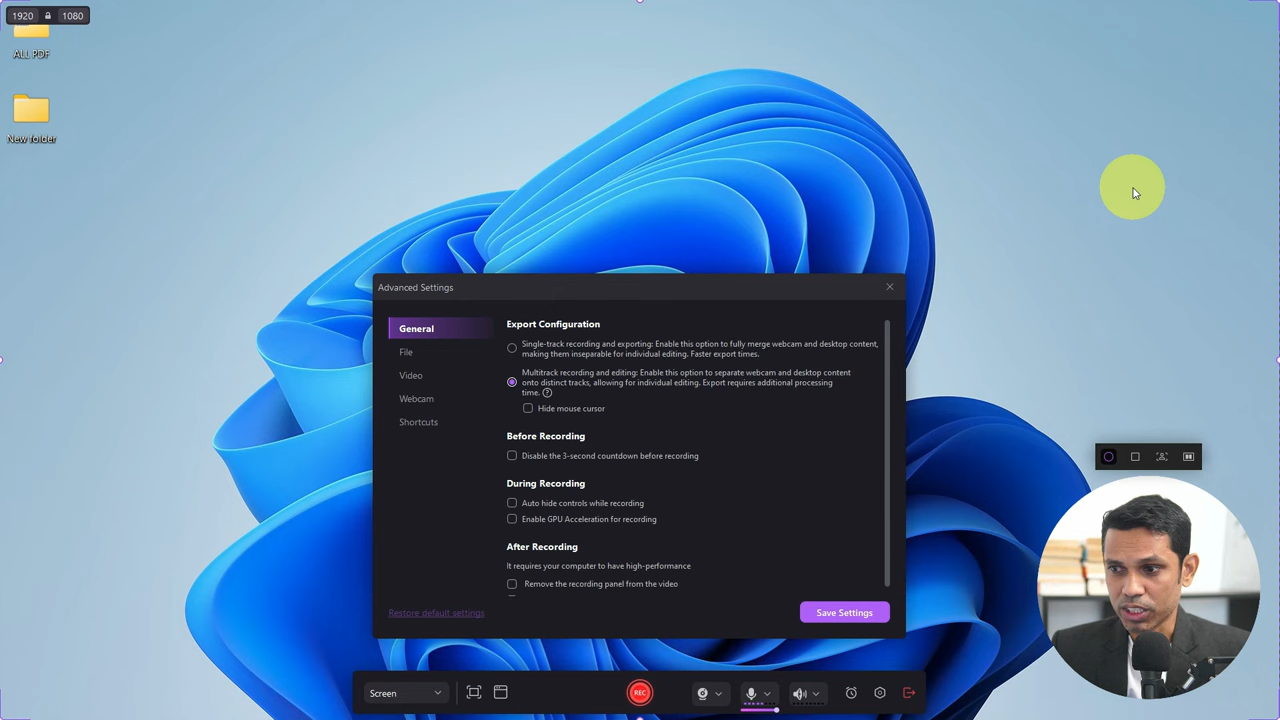 1920 1080
ALL PDF
New folder
Advanced Settings
General
File
Video
Webcam
Shortcuts
Export Configuration
Single-track recording and exporting: Enable this option to fully merge webcam and desktop content,
making them inseparable for individual editing. Faster export times.
Multitrack recording and editing: Enable this option to separate webcam and desktop content
onto distinct tracks, allowing for individual editing. Export requires additional processing
time. ?
Hide mouse cursor
Before Recording
Disable the 3-second countdown before recording
During Recording
Auto hide controls while recording
Enable GPU Acceleration for recording
After Recording
It requires your computer to have high-performance
Remove the recording panel from the video
Restore default settings
Save Settings
Screen
REC